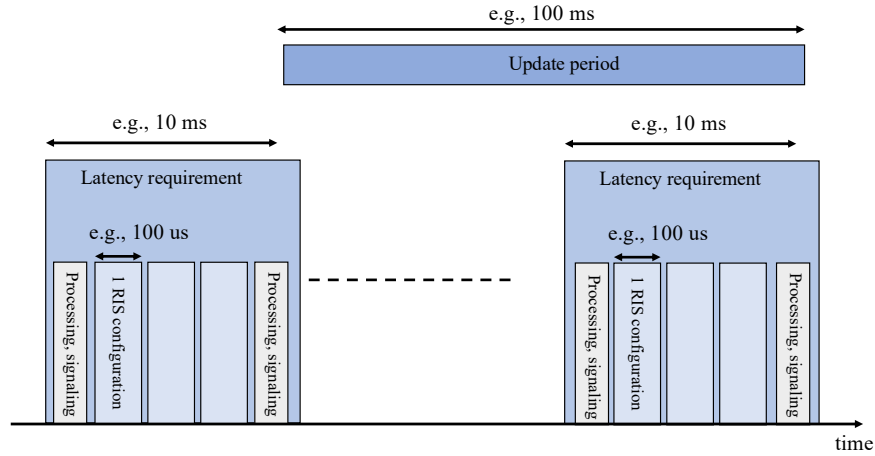 e.g., 100 ms
Update period
e.g., 10 ms
Latency requirement
e.g., 100 us
Processing, signaling
1 RIS configuration
Processing, signaling
e.g., 10 ms
Latency requirement
e.g., 100 us
Processing, signaling
1 RIS configuration
Processing, signaling
time